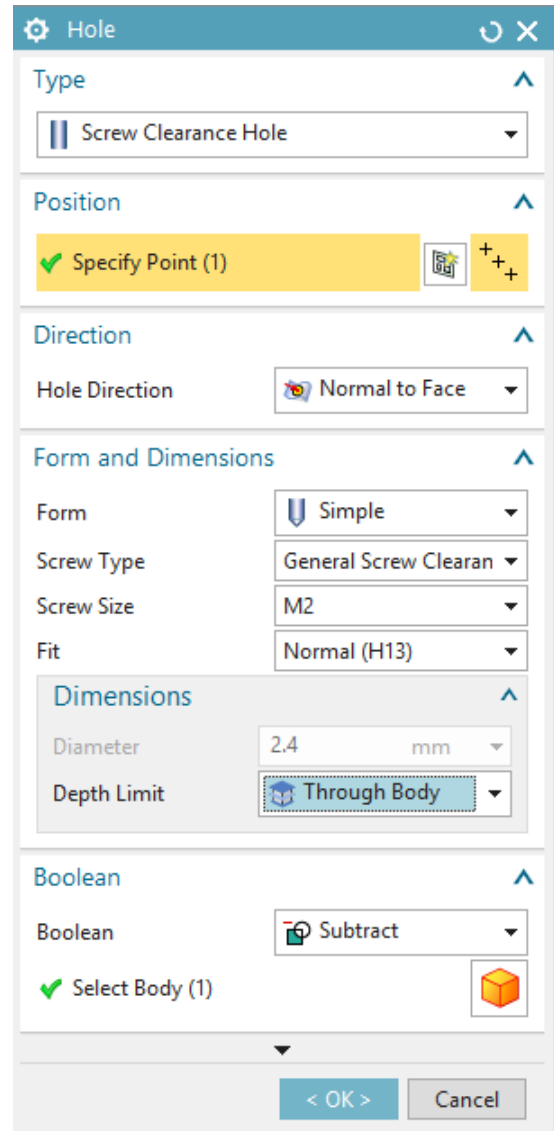 Hole
Type
Screw Clearance Hole
Position
Specify Point (1)
Direction
Hole Direction Normal to Face
Form and Dimensions
Form Simple
Screw Type General Screw Clearan
Screw Size M2
Fit Normal (H13)
Dimensions
Diameter 2.4 mm
Depth Limit Through Body
Boolean
Boolean Subtract
Select Body (1)
< OK > Cancel